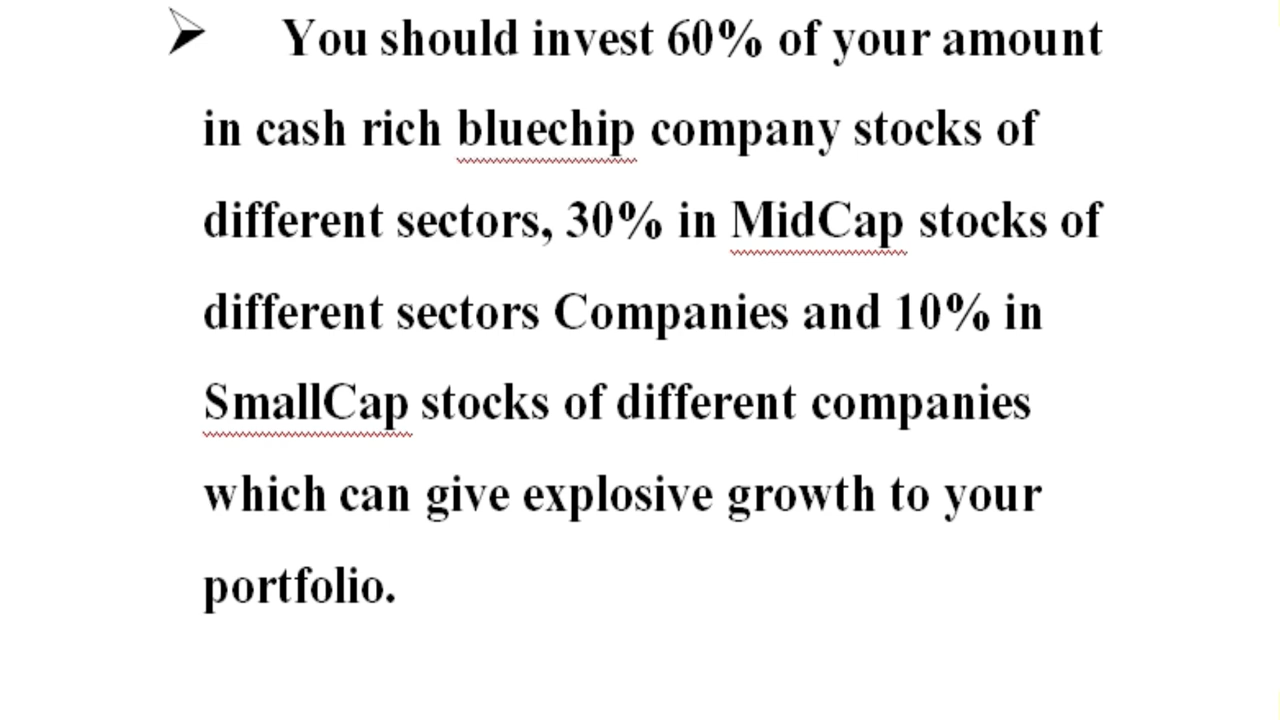 ➢ You should invest 60% of your amount
in cash rich bluechip company stocks of
different sectors, 30% in MidCap stocks of
different sectors Companies and 10% in
SmallCap stocks of different companies
which can give explosive growth to your
portfolio.